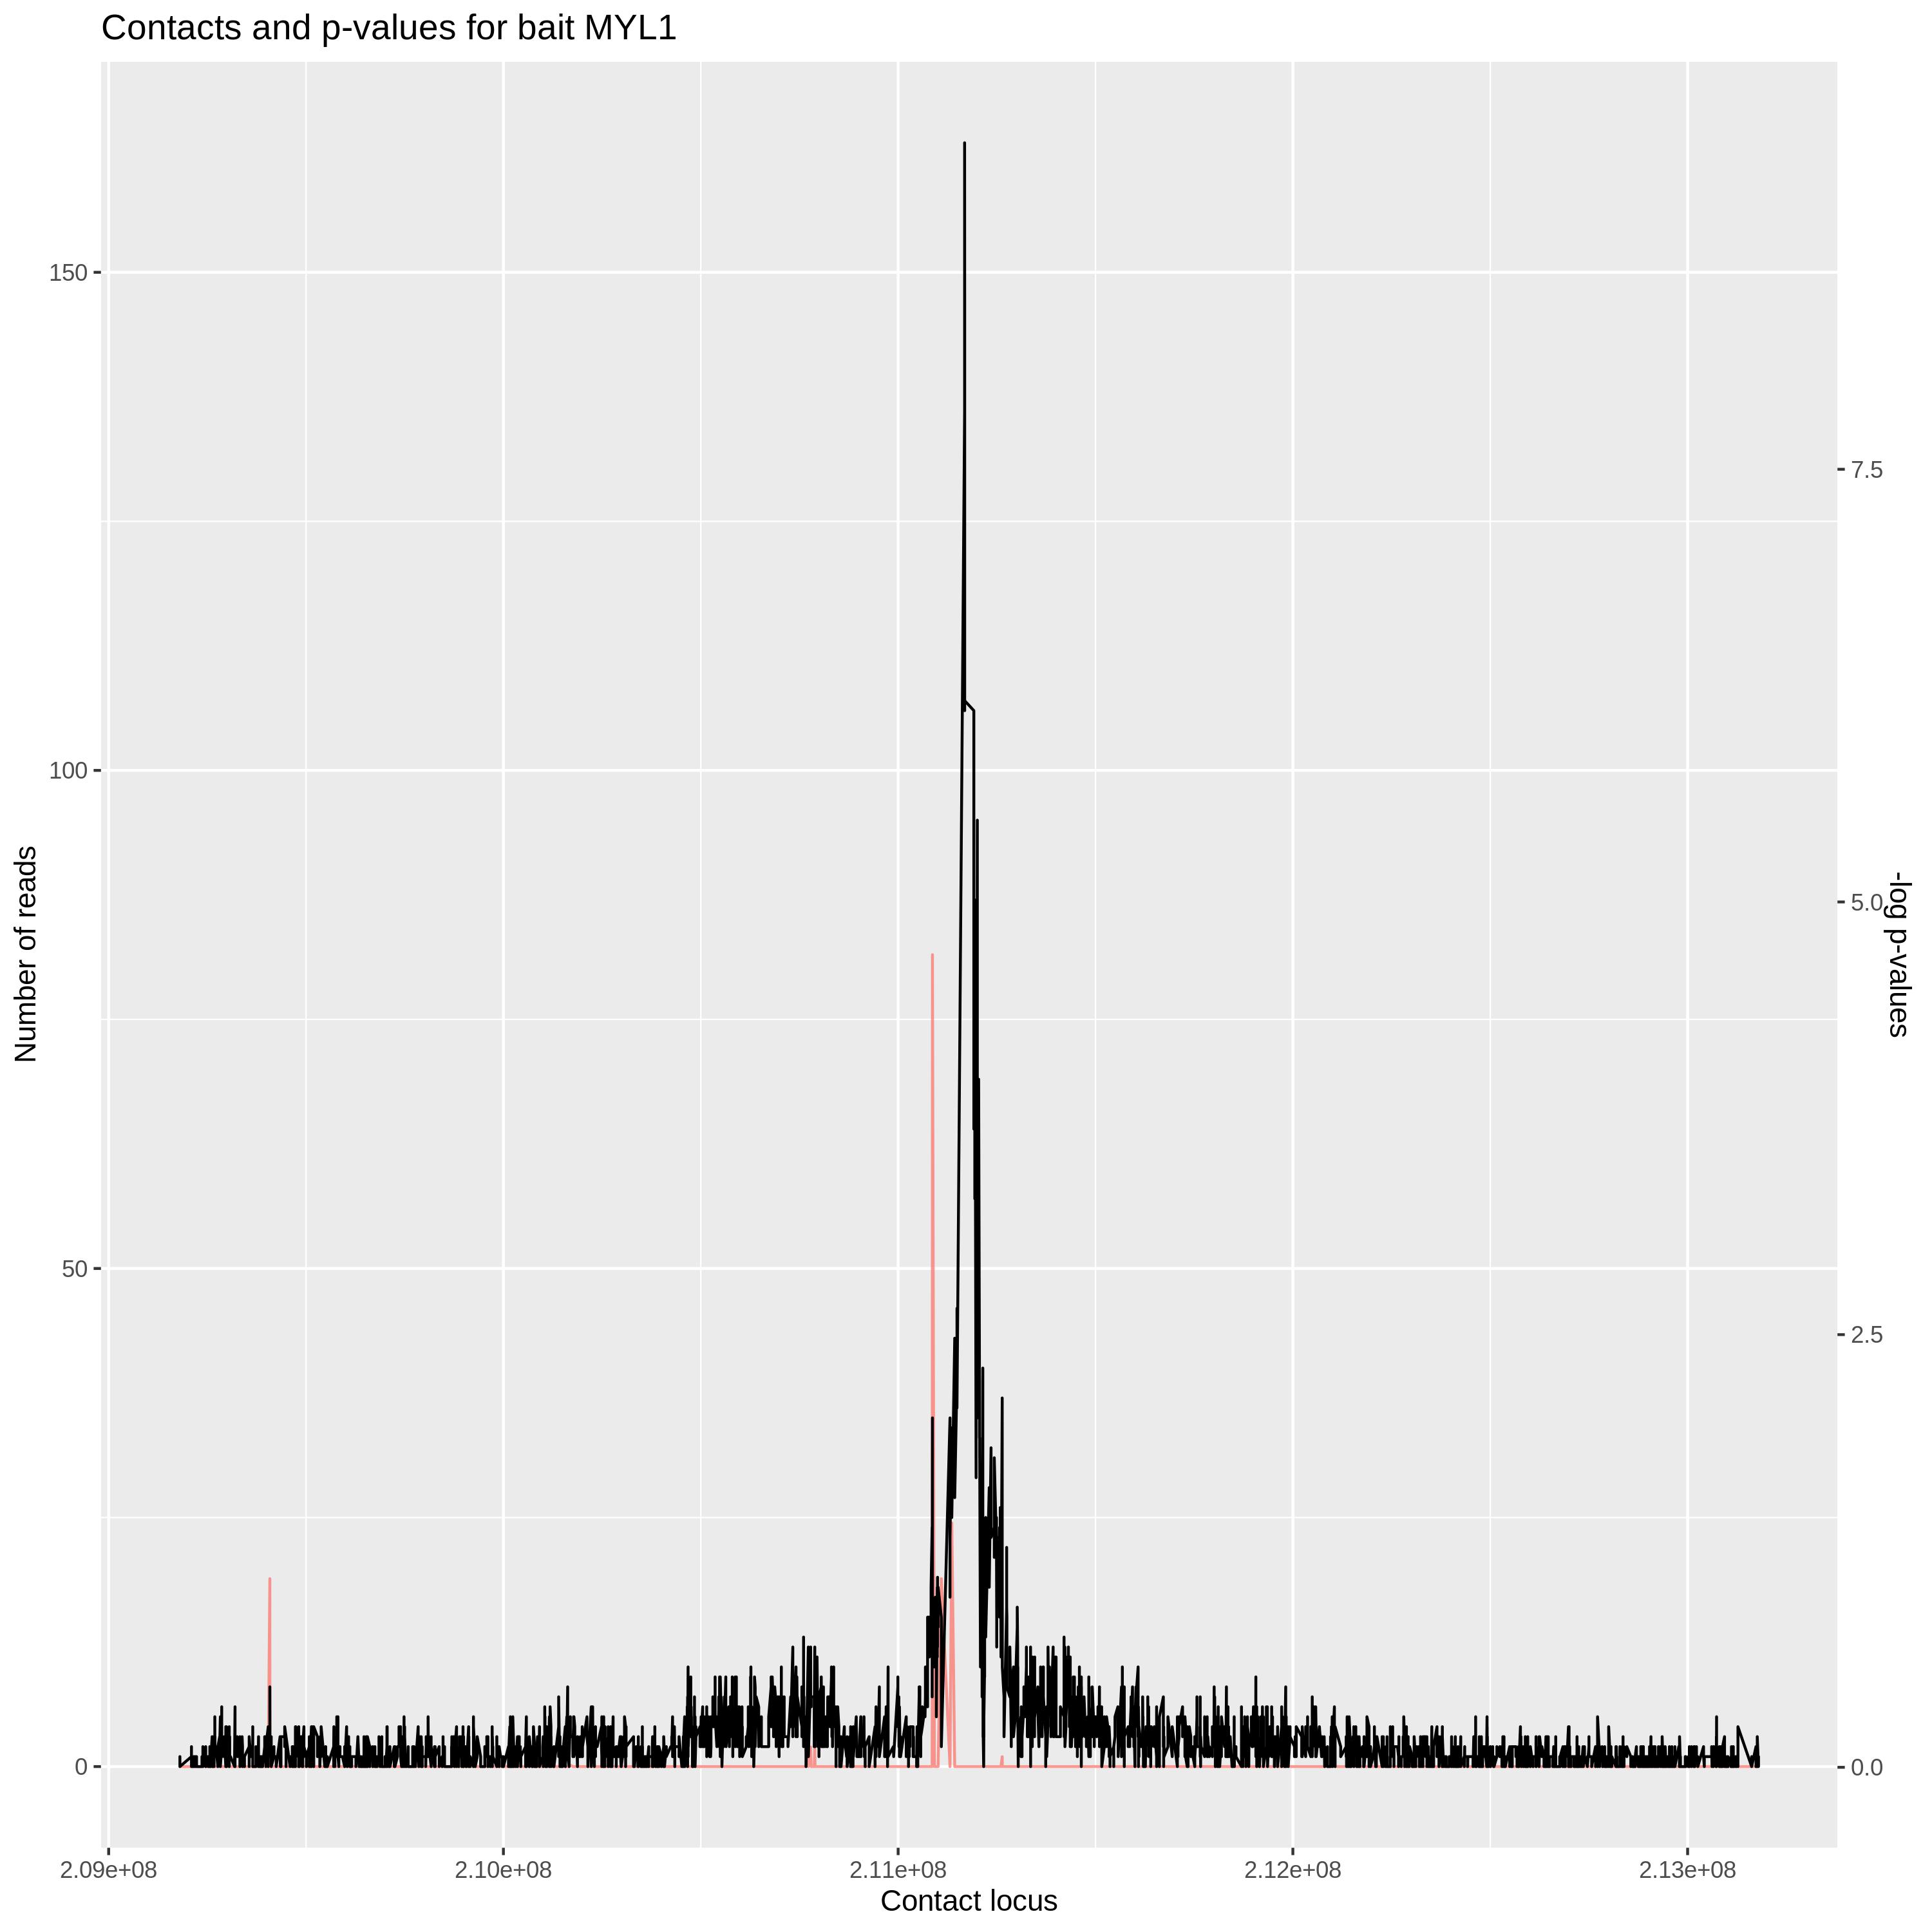 Contacts and p-values for bait MYL1
150
100
50
0
Number of reads
7.5
5.0
2.5
0.0
-log p-values
2.09e+08
2.10e+08
2.11e+08
2.12e+08
2.13e+08
Contact locus